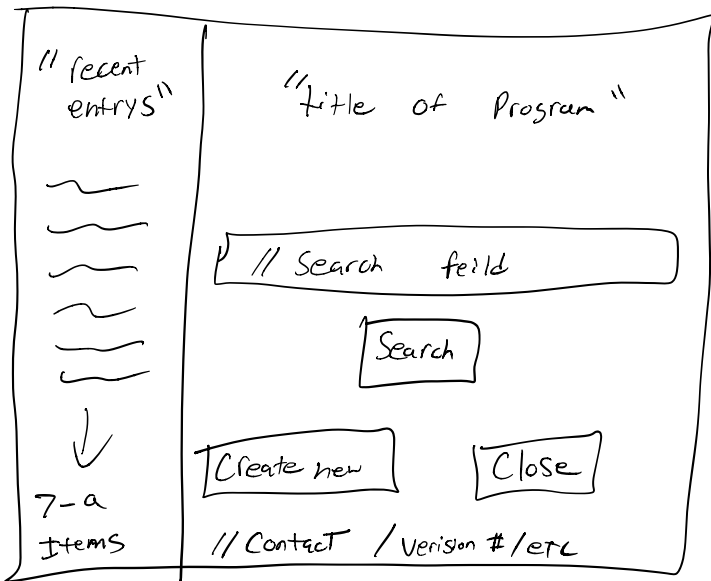 " recent
entrys"
"title of Program"
// Search feild
Search
Create new
Close
7-a
Items
// Contact / Verision # / etc